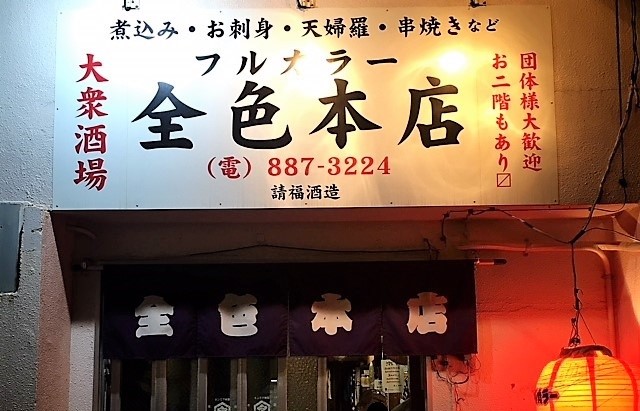 煮込み・お刺身・天婦羅・串焼きなど
大衆酒場
フルカラー
全色本店
(電) 887-3224
請福酒造
団体様大歓迎
お二階もあり〼
全色本店